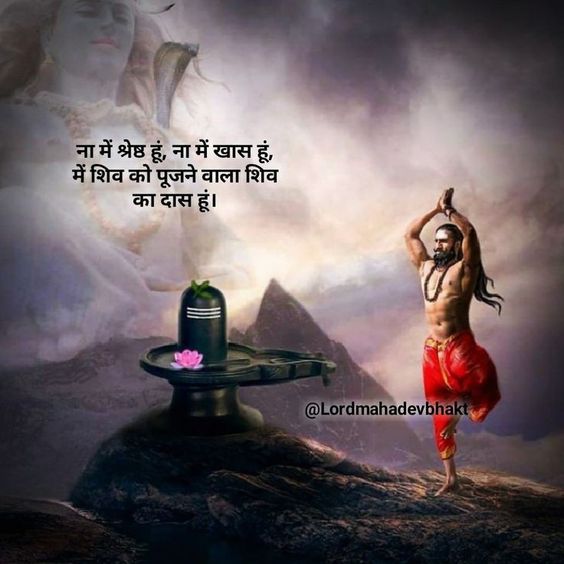 ना में श्रेष्ठ हूं, ना में खास हूं,
में शिव को पूजने वाला शिव
का दास हूं।
@Lordmahadevbhakt